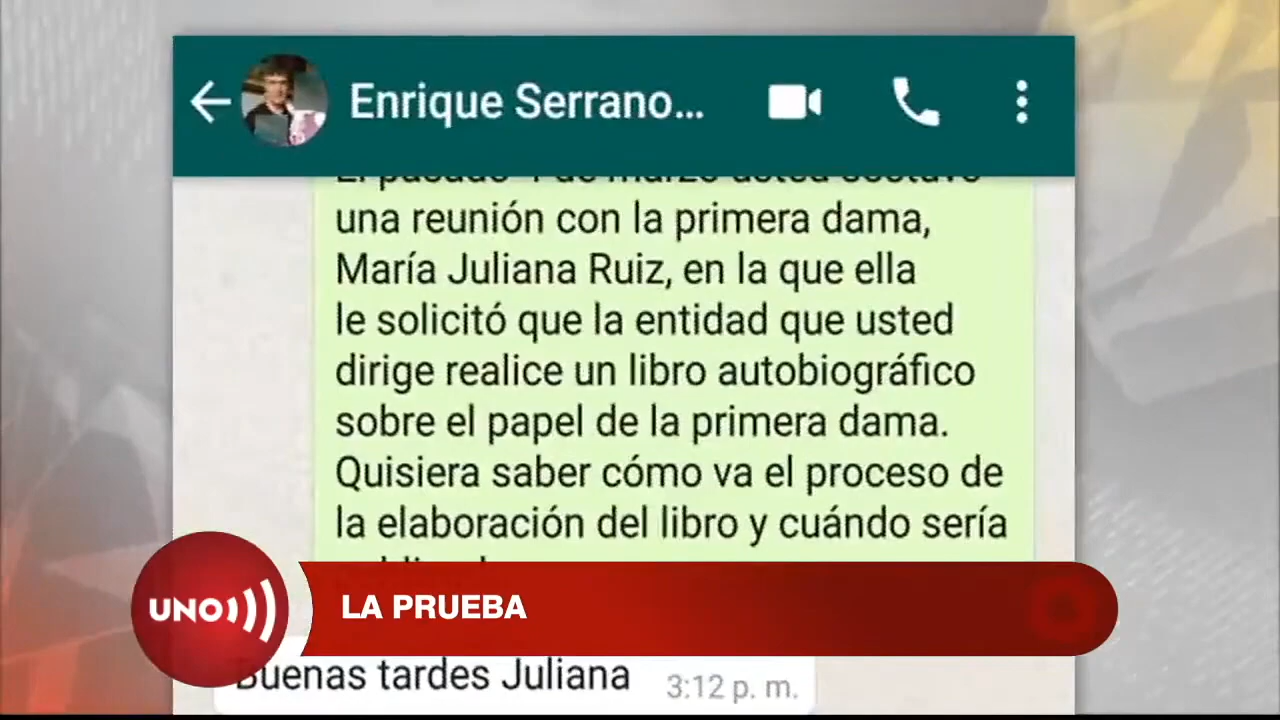 Enrique Serrano...
una reunión con la primera dama,
María Juliana Ruiz, en la que ella
le solicitó que la entidad que usted
dirige realice un libro autobiográfico
sobre el papel de la primera dama.
Quisiera saber cómo va el proceso de
la elaboración del libro y cuándo sería
UNO
LA PRUEBA
Buenas tardes Juliana
3:12 p. m.